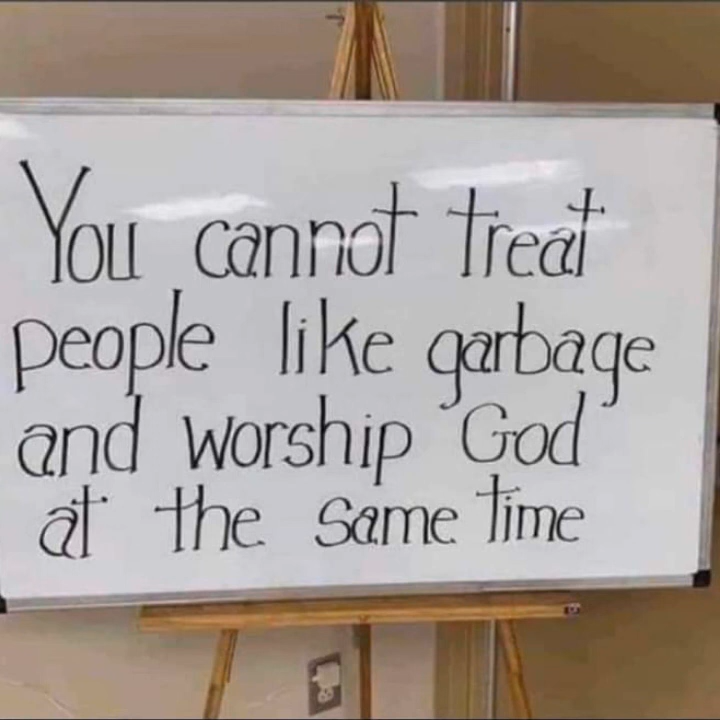 You cannot treat
people like garbage
and worship God
at the same time